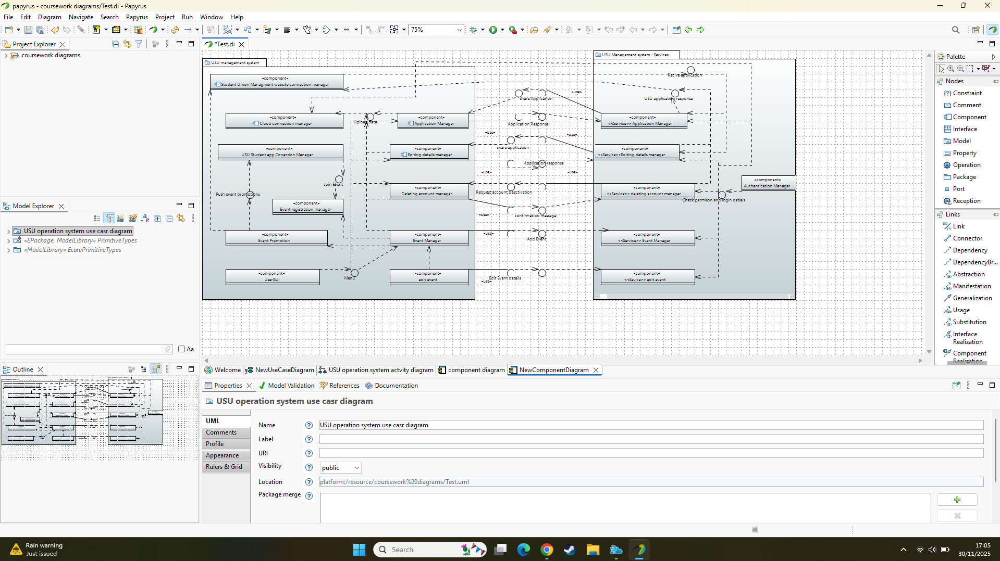 papyrus - coursework diagrams/Test.di - Papyrus
File Edit Diagram Navigate Search Papyrus Project Run Window Help
75%
Project Explorer
coursework diagrams
*Test.di
USU management system
«component»
Student Union Managment website connection manager
«component»
Cloud connection manager
Upload data
«component»
Application Manager
«component»
USU Student app Conection Manager
«component»
Editing details manager
Join Event
Push event promotions
«component»
Deleting account manager
«component»
Event registration manager
«component»
Event Promotion
«component»
Event Manager
«component»
UserGUI
Menu
«component»
edit event
share Application
«use»
Application Response
«use»
«use»
share application
Application response
«use»
«use»
Request account deactivation
«use»
confirmation message
«use»
Add Event
Edit Event details
«use»
USU Management system - Services
Recive application
USU application response
«component»
<<Service>> Application Manager
«component»
<<Service>>Editing details manager
«component»
Authentication Manager
«component»
<<Service>> deleting account manager
Check permison and login detials
«component»
<<Service>> Event Manager
«component»
<<Sevice>> edit event
Palette
Nodes
Constraint
Comment
Component
Interface
Model
Property
Operation
Package
Port
Reception
Links
Link
Connector
Dependency
DependencyBr...
Abstraction
Manifestation
Generalization
Usage
Substitution
Interface
Realization
Component
Realization
Model Explorer
USU operation system use casr diagram
«EPackage, ModelLibrary» PrimitiveTypes
«ModelLibrary» EcorePrimitiveTypes
Aa
Outline
Welcome NewUseCaseDiagram USU operation system actvity diagram component diagram NewComponentDiagram
Properties Model Validation References Documentation
USU operation system use casr diagram
UML
Comments
Profile
Appearance
Rulers & Grid
Name USU operation system use casr diagram
Label
URI
Visibility public
Location platform:/resource/coursework%20diagrams/Test.uml
Package merge
Rain warning
Just issued
Search
17:05
30/11/2025